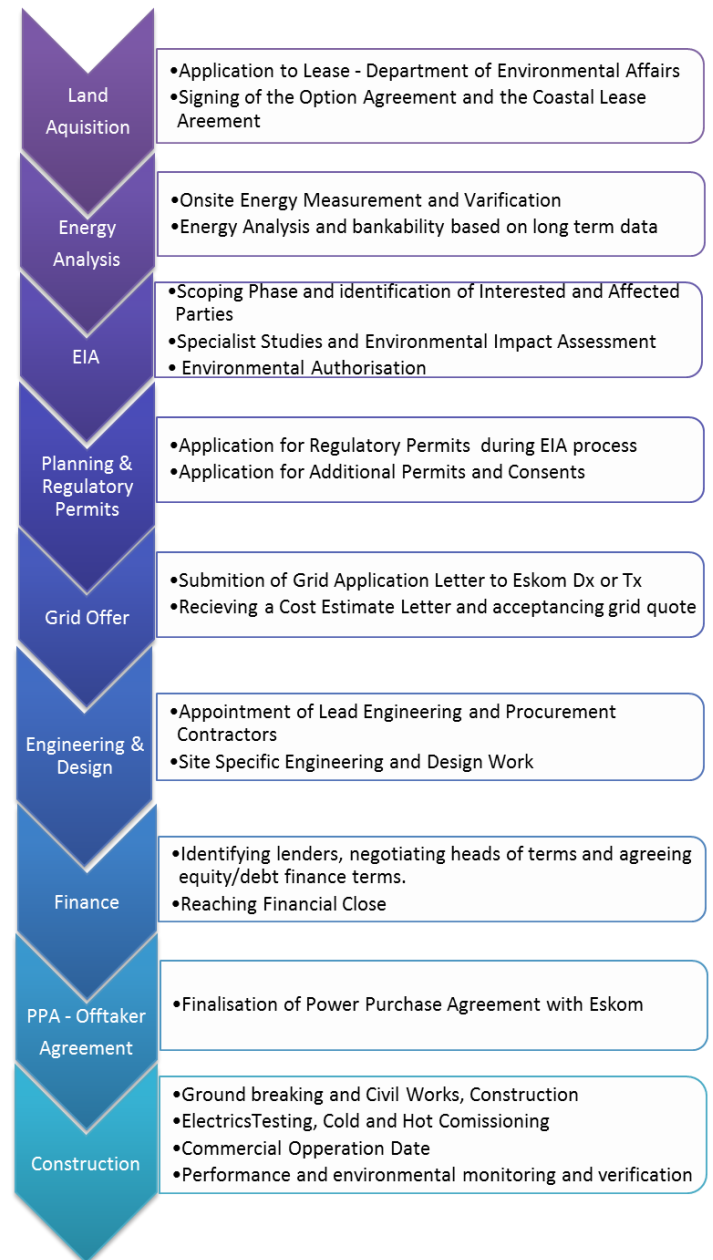 Land
Aquisition
•Application to Lease - Department of Environmental Affairs
•Signing of the Option Agreement and the Coastal Lease
Areement
Energy
Analysis
•Onsite Energy Measurement and Varification
•Energy Analysis and bankability based on long term data
EIA
•Scoping Phase and identification of Interested and Affected
Parties
•Specialist Studies and Environmental Impact Assessment
• Environmental Authorisation
Planning &
Regulatory
Permits
•Application for Regulatory Permits during EIA process
•Application for Additional Permits and Consents
Grid Offer
•Submition of Grid Application Letter to Eskom Dx or Tx
•Recieving a Cost Estimate Letter and acceptancing grid quote
Engineering &
Design
•Appointment of Lead Engineering and Procurement
Contractors
•Site Specific Engineering and Design Work
Finance
•Identifying lenders, negotiating heads of terms and agreeing
equity/debt finance terms.
•Reaching Financial Close
PPA - Offtaker
Agreement
•Finalisation of Power Purchase Agreement with Eskom
Construction
•Ground breaking and Civil Works, Construction
•ElectricsTesting, Cold and Hot Comissioning
•Commercial Opperation Date
•Performance and environmental monitoring and verification